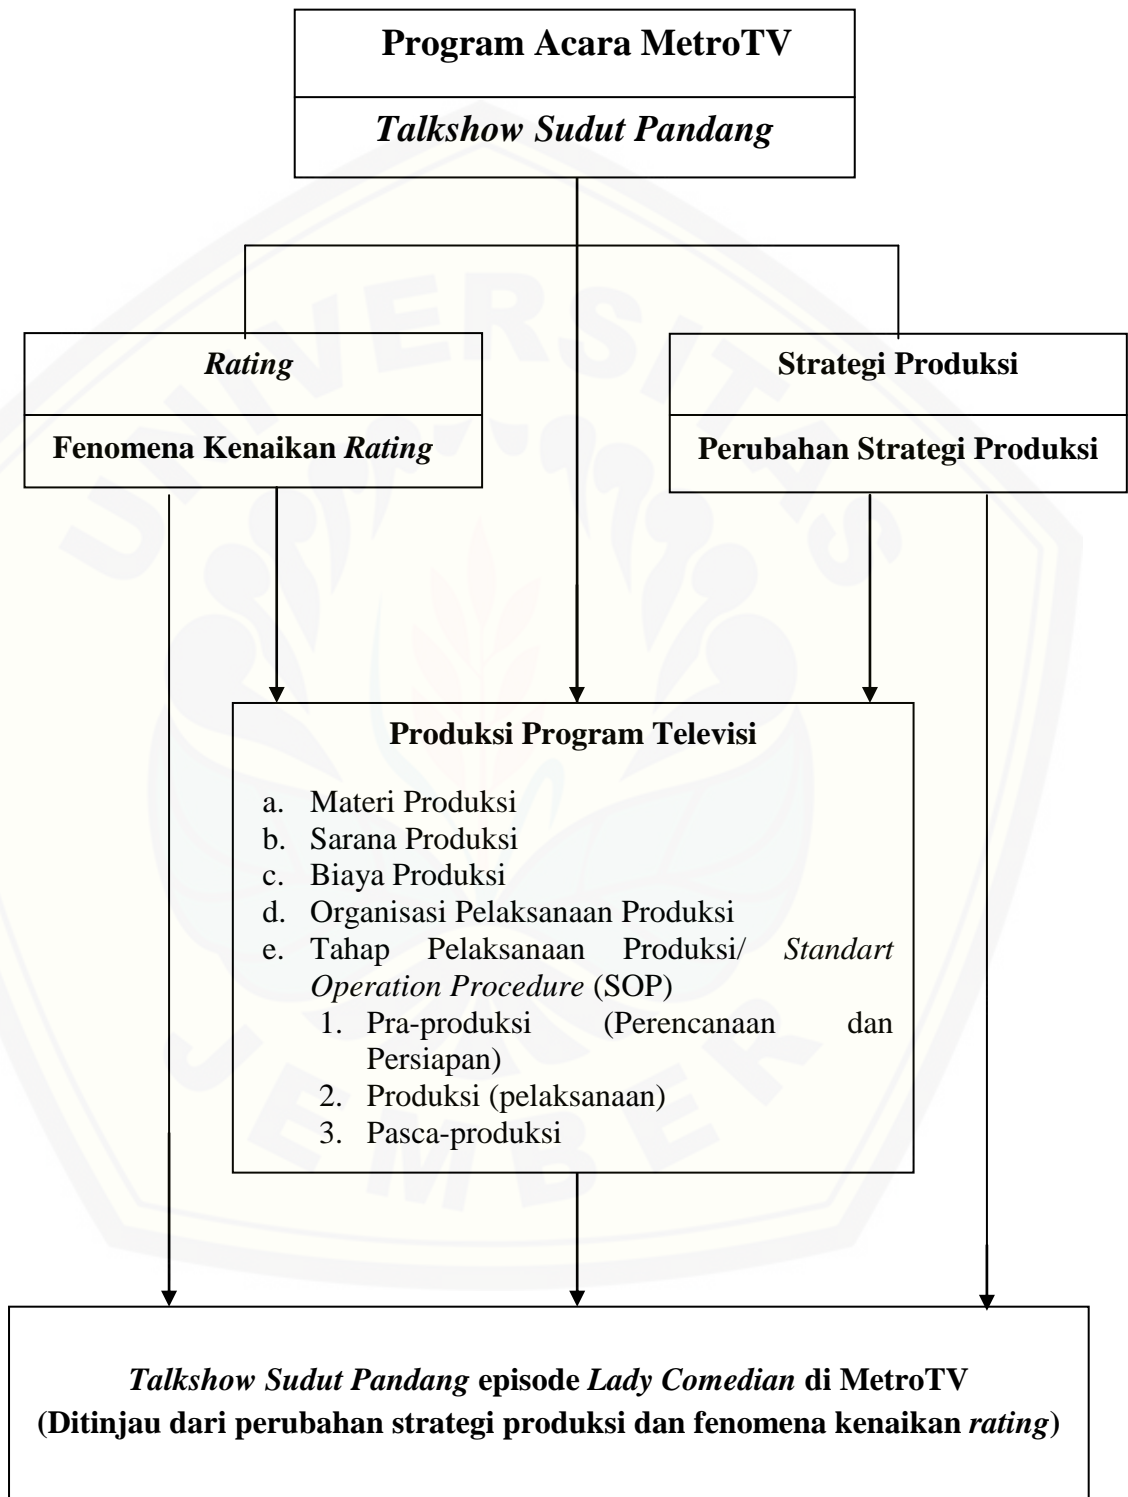 Program Acara MetroTV
Talkshow Sudut Pandang
Rating
Fenomena Kenaikan Rating
Strategi Produksi
Perubahan Strategi Produksi
Produksi Program Televisi
a. Materi Produksi
b. Sarana Produksi
c. Biaya Produksi
d. Organisasi Pelaksanaan Produksi
e. Tahap Pelaksanaan Produksi/ Standart
Operation Procedure (SOP)
1. Pra-produksi (Perencanaan dan
Persiapan)
2. Produksi (pelaksanaan)
3. Pasca-produksi
Talkshow Sudut Pandang episode Lady Comedian di MetroTV
(Ditinjau dari perubahan strategi produksi dan fenomena kenaikan rating)
UNIVERSITAS
JEMBER